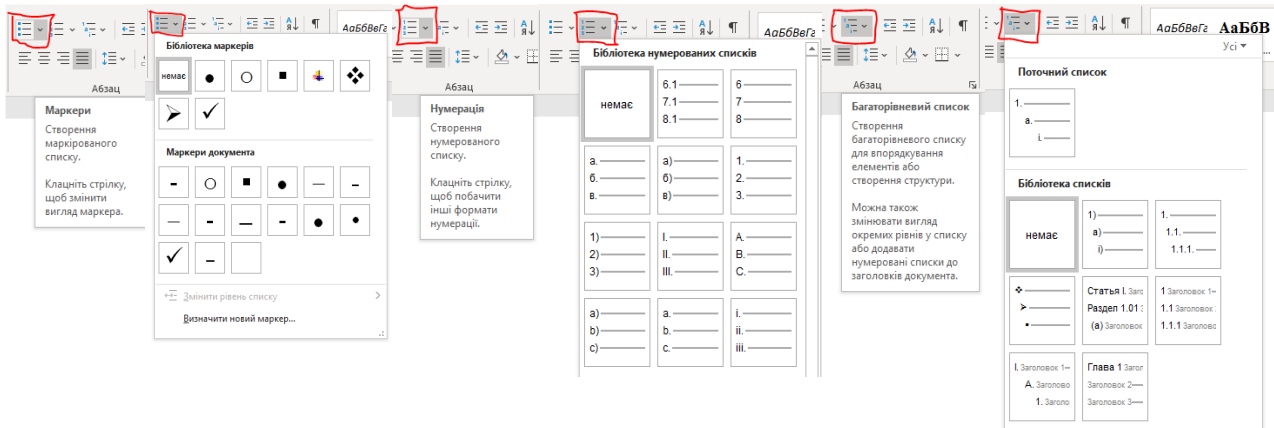 Абзац
Маркери
Створення
маркірованого
списку.
Клацніть стрілку,
щоб змінити
вигляд маркера.
АаБбВвГг
Бібліотека маркерів
немає
Маркери документа
Змінити рівень списку
Визначити новий маркер...
Абзац
Нумерація
Створення
нумерованого
списку.
Клацніть стрілку,
щоб побачити
інші формати
нумерації.
АаБбВвГг
Бібліотека нумерованих списків
немає
6.1
7.1
8.1
6
7
8
а.
б.
в.
а)
б)
в)
1.
2.
3.
1)
2)
3)
I.
II.
III.
A.
B.
C.
a)
b)
c)
a.
b.
c.
i.
ii.
iii.
Абзац
Багаторівневий список
Створення
багаторівневого списку
для впорядкування
елементів або
створення структури.
Можна також
змінювати вигляд
окремих рівнів у списку
або додавати
нумеровані списки до
заголовків документа.
АаБбВвГг АаБбВ
Усі
Поточний список
1.
a.
i.
Бібліотека списків
немає
1)
a)
i)
1.
1.1.
1.1.1.
Статья I. Заго
Раздел 1.01
(a) Заголовок
1 Заголовок 1
1.1 Заголовок
1.1.1 Заголово
I. Заголовок 1
A. Заголово
1. Заголо
Глава 1 Загол
Заголовок 2
Заголовок 3